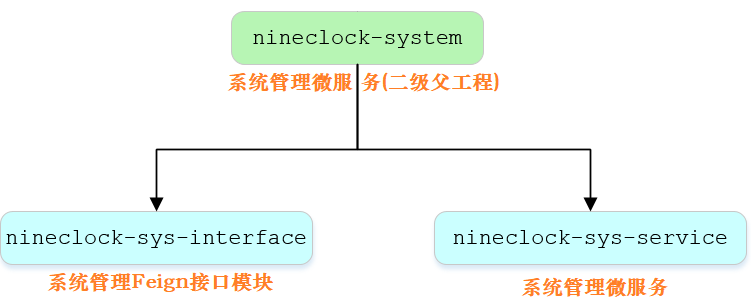 nineclock-system
系统管理微服 务(二级父工程)
nineclock-sys-interface
nineclock-sys-service
系统管理Feign接口模块
系统管理微服务